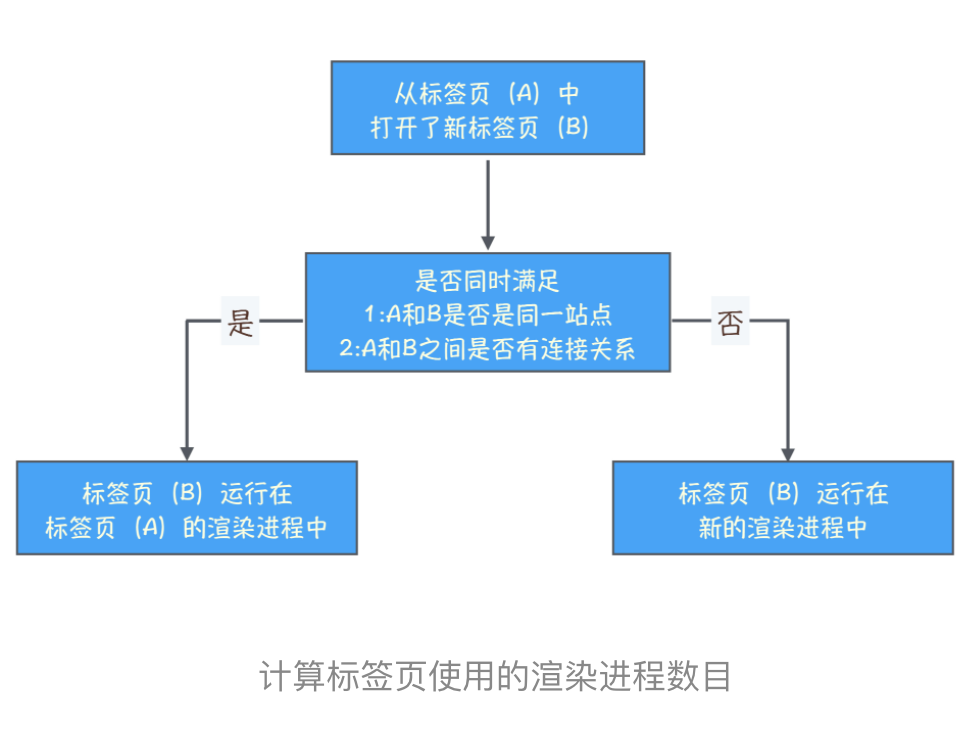 从标签页（A）中
打开了新标签页（B）
是否同时满足
1:A和B是否是同一站点
2:A和B之间是否有连接关系
是
否
标签页（B）运行在
标签页（A）的渲染进程中
标签页（B）运行在
新的渲染进程中
计算标签页使用的渲染进程数目